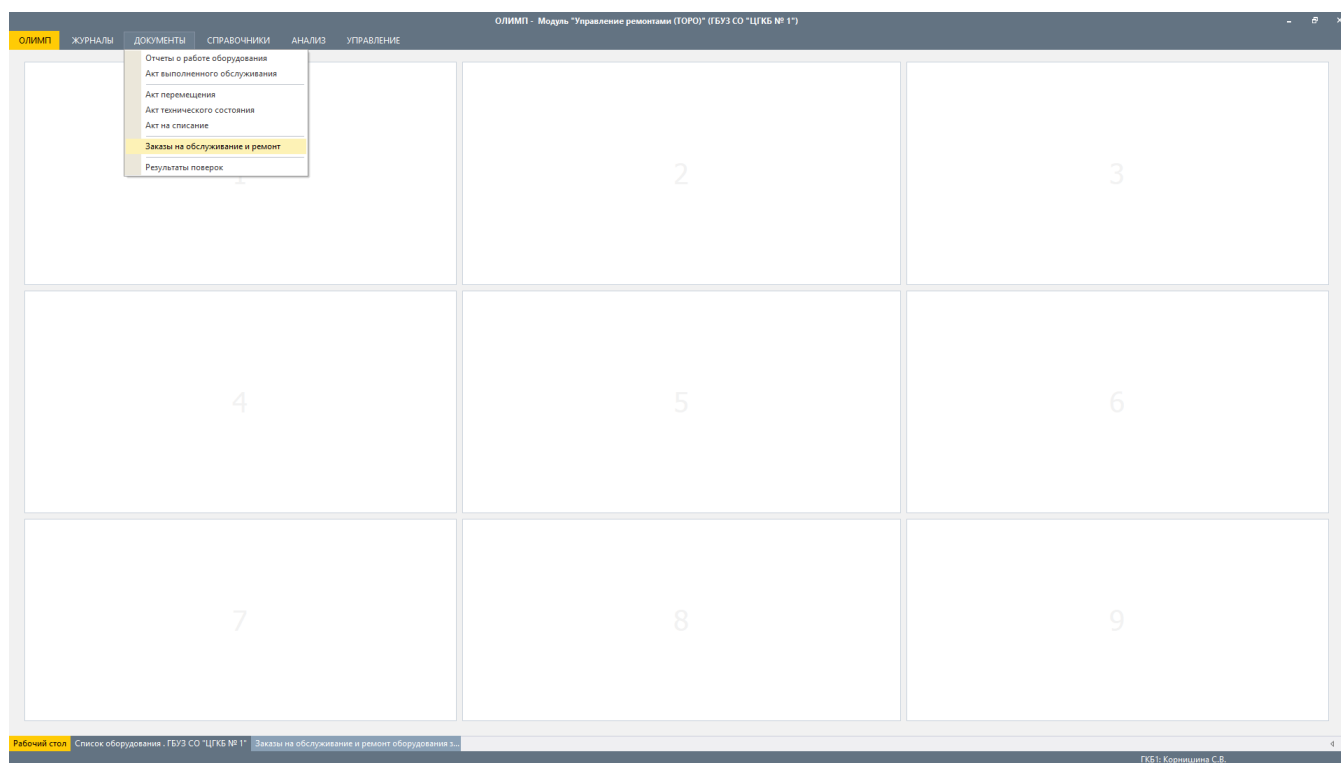 ОЛИМП - Модуль "Управление ремонтами (ТОРО)" (ГБУЗ СО "ЦГКБ № 1")
ОЛИМП ЖУРНАЛЫ ДОКУМЕНТЫ СПРАВОЧНИКИ АНАЛИЗ УПРАВЛЕНИЕ
Отчеты о работе оборудования
Акт выполненного обслуживания
Акт перемещения
Акт технического состояния
Акт на списание
Заказы на обслуживание и ремонт
Результаты поверок
1 2 3
4 5 6
7 8 9
Рабочий стол Список оборудования . ГБУЗ СО "ЦГКБ № 1" Заказы на обслуживание и ремонт оборудования з...
ГКБ1: Корнишина С.В.